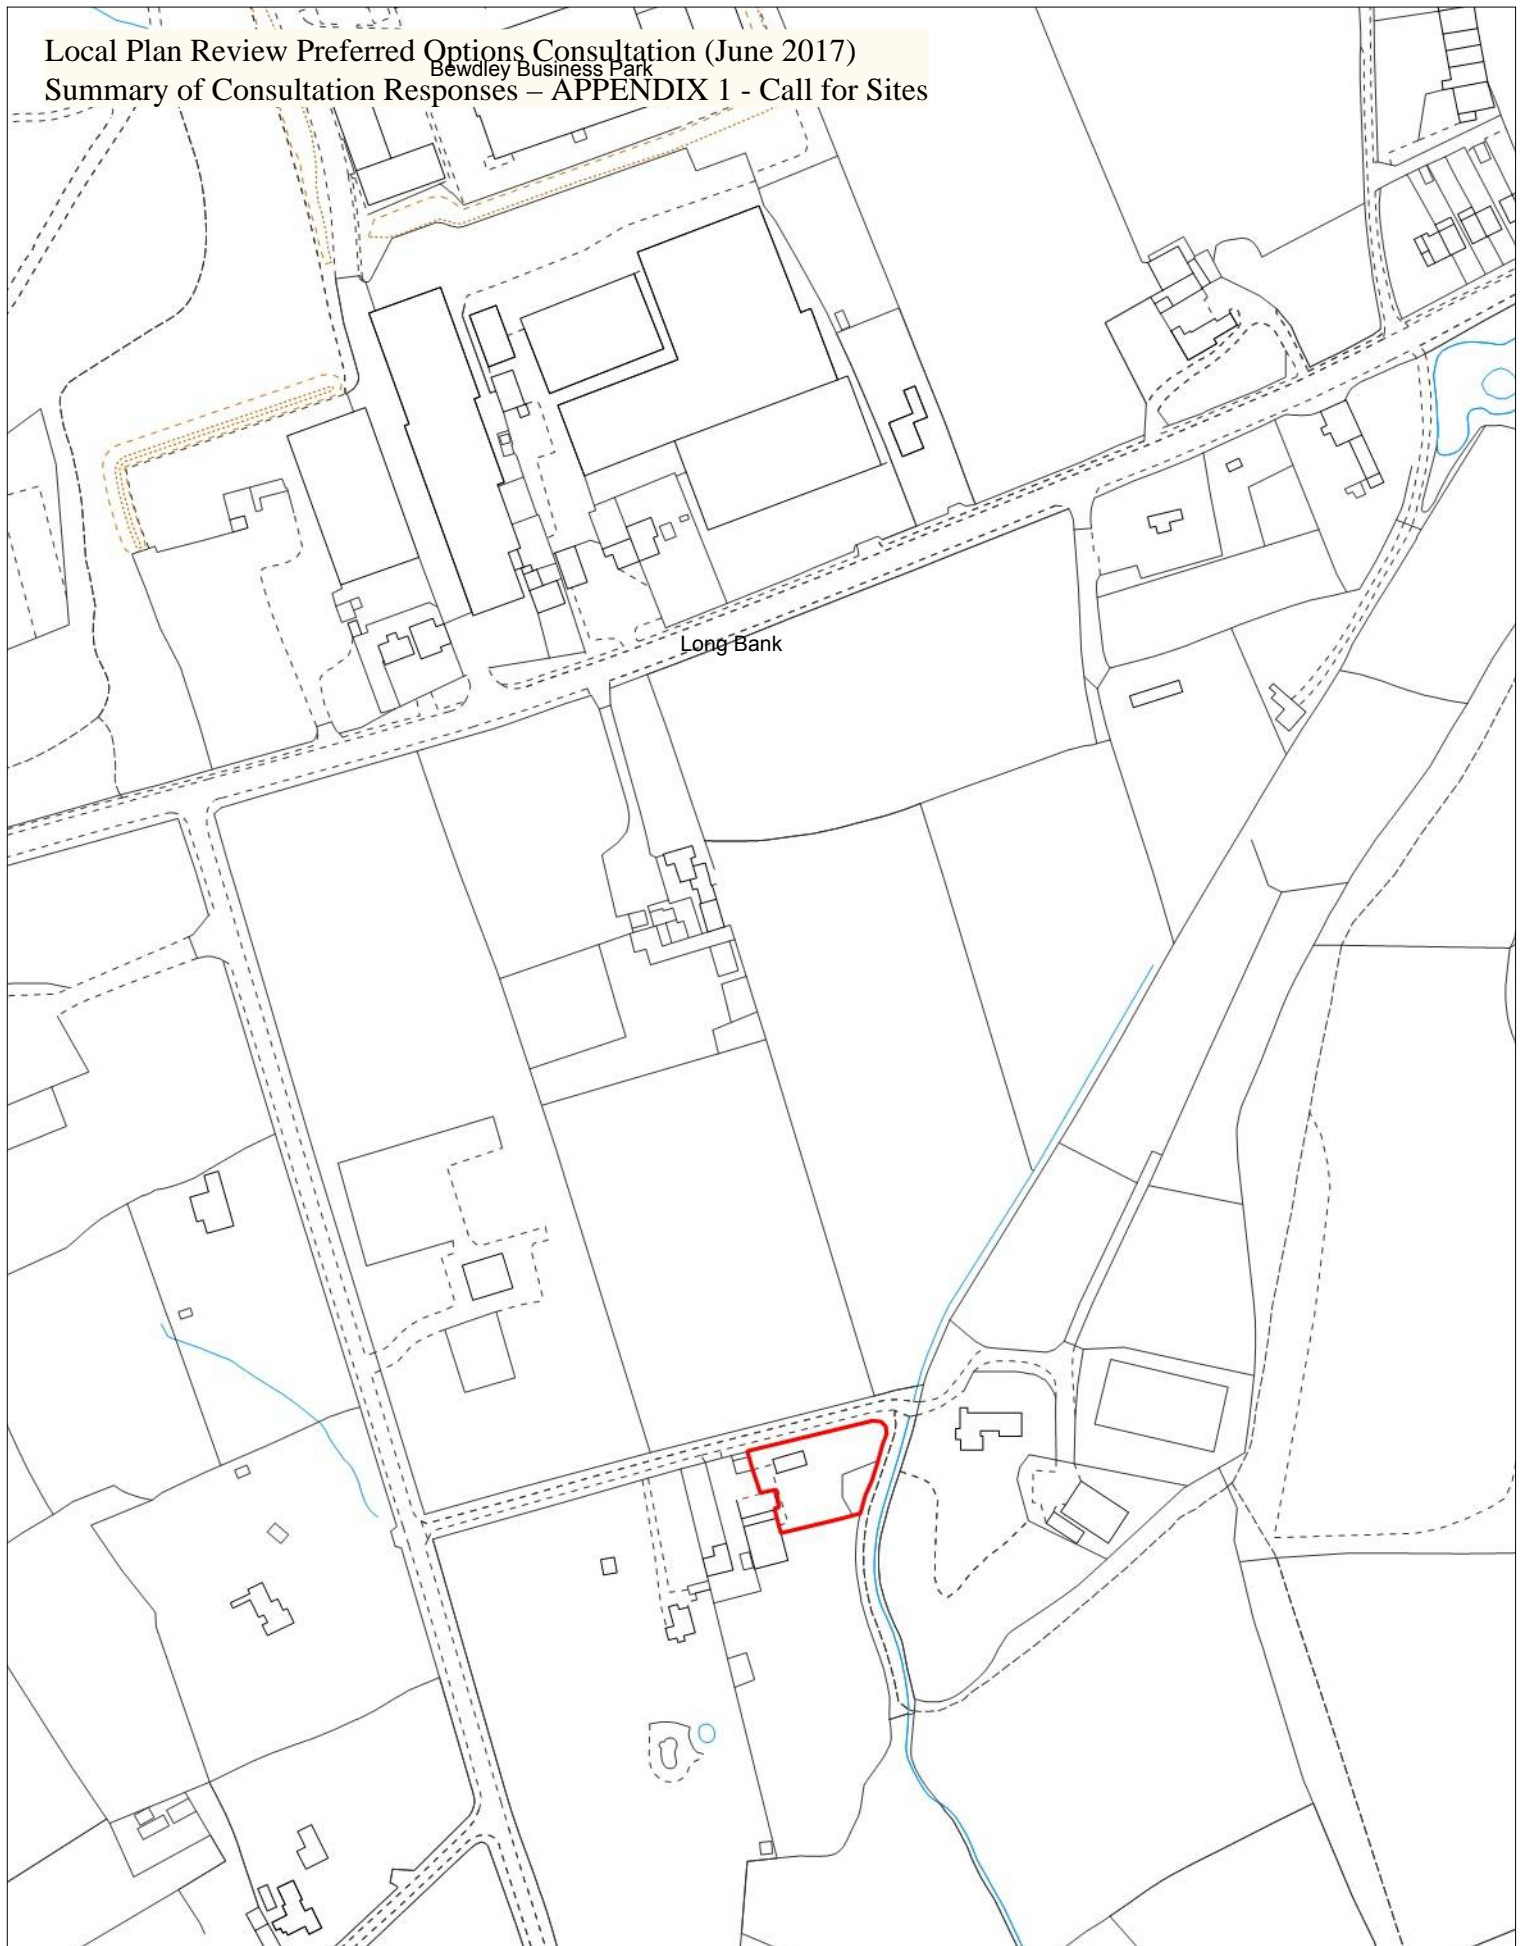 Local Plan Review Preferred Options Consultation (June 2017)
Bewdley Business Park
Summary of Consultation Responses – APPENDIX 1 - Call for Sites
Long Bank